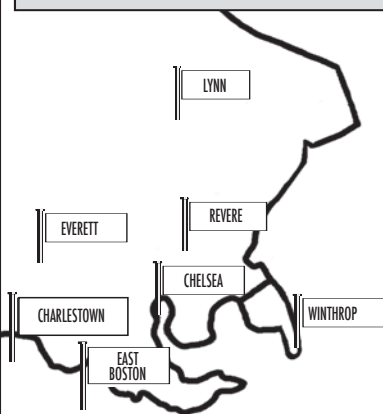 LYNN
REVERE
EVERETT
CHELSEA
CHARLESTOWN
WINTHROP
EAST
BOSTON